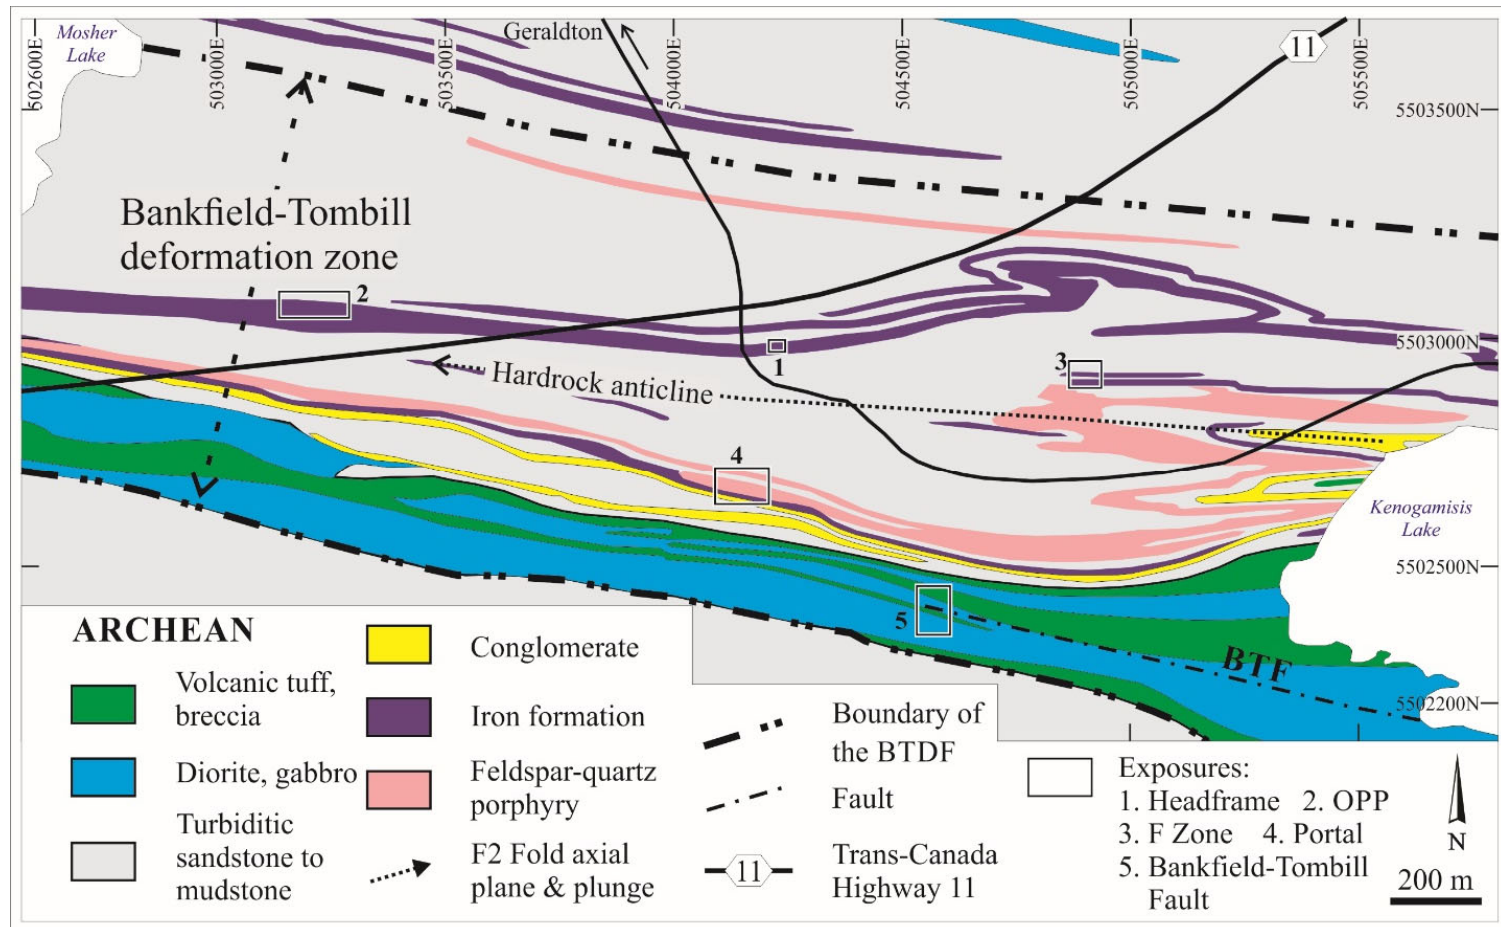 Mosher
Lake
Geraldton
11
502600E
503000E
503500E
504000E
504500E
505000E
505500E
5503500N
Bankfield-Tombill
deformation zone
2
1
5503000N
3
Hardrock anticline
4
Kenogamisis
Lake
5502500N
5
BTF
5502200N
ARCHEAN
Volcanic tuff,
breccia
Diorite, gabbro
Turbiditic
sandstone to
mudstone
Conglomerate
Iron formation
Feldspar-quartz
porphyry
F2 Fold axial
plane & plunge
Boundary of
the BTDF
Fault
11
Trans-Canada
Highway 11
Exposures:
1. Headframe 2. OPP
3. F Zone 4. Portal
5. Bankfield-Tombill
Fault
N
200 m